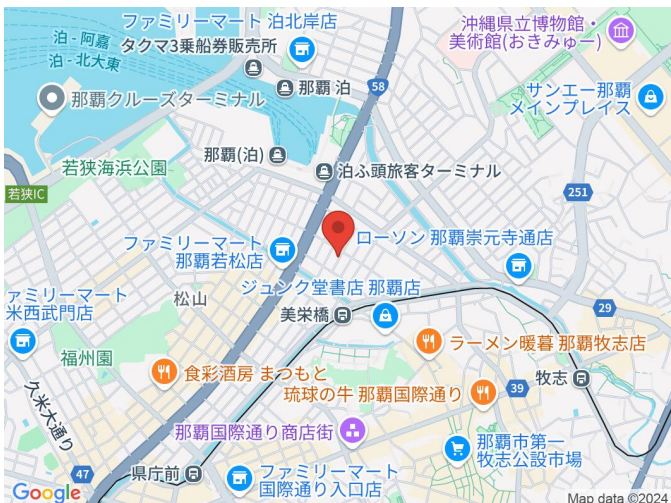 ファミリーマート 泊北岸店
沖縄県立博物館・
美術館(おきみゅー)
タクマ3乗船券販売所
泊 - 阿嘉
泊 - 北大東
那覇 泊
58
サンエー那覇
メインプレイス
那覇クルーズターミナル
那覇(泊)
若狭海浜公園
泊ふ頭旅客ターミナル
251
若狭IC
ファミリーマート
那覇若松店
ローソン 那覇崇元寺通店
ジュンク堂書店 那覇店
ァミリーマート
米西武門店
松山
美栄橋
29
ラーメン暖暮 那覇牧志店
福州園
食彩酒房 まつもと
牧志
琉球の牛 那覇国際通り
39
久米大通り
那覇国際通り商店街
那覇市第一
牧志公設市場
47
県庁前
ファミリーマート
国際通り入口店
Google
Map data ©2024